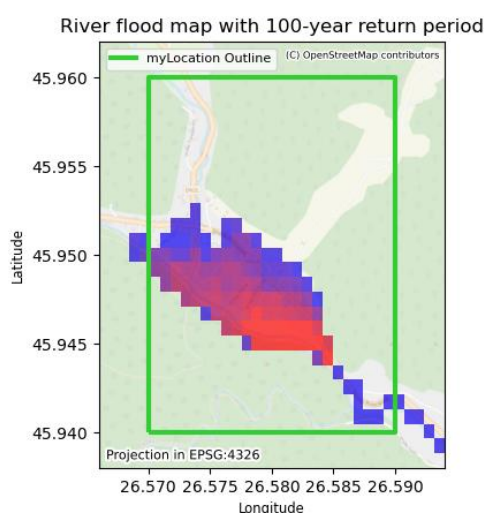 River flood map with 100-year return period
myLocation Outline
(C) OpenStreetMap contributors
45.960
45.955
45.950
45.945
45.940
Latitude
Projection in EPSG:4326
26.570 26.575 26.580 26.585 26.590
Longitude